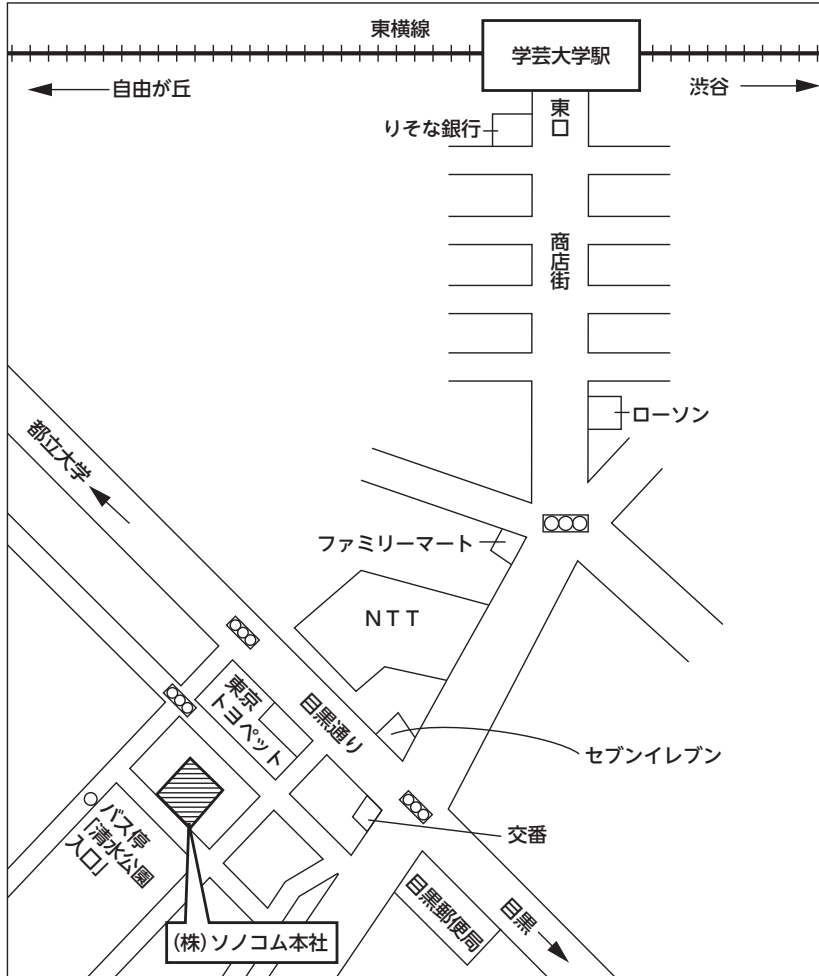 東横線
学芸大学駅
自由が丘
渋谷
東口
りそな銀行
商店街
ローソン
都立大学
ファミリーマート
NTT
東京
トヨペット
目黒通り
セブンイレブン
バス停
「清水公園
入口」
交番
目黒郵便局
目黒
(株)ソノコム本社